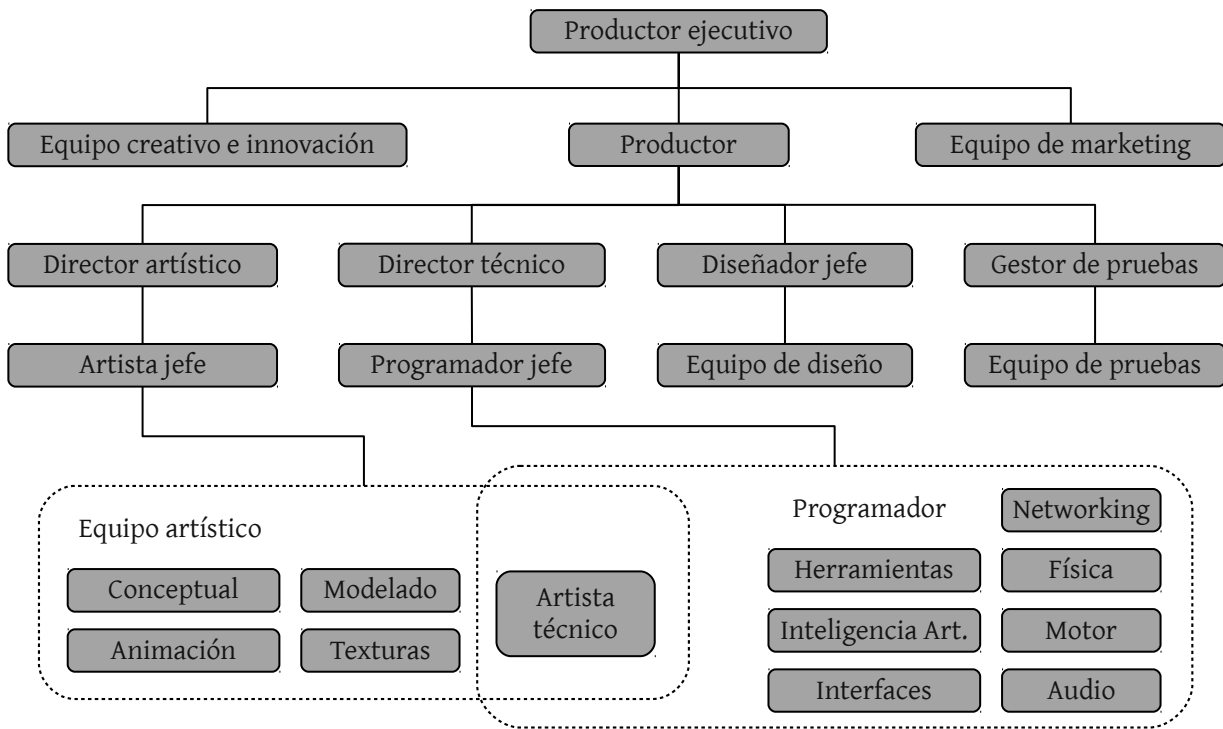 Productor ejecutivo
Equipo creativo e innovación
Productor
Equipo de marketing
Director artístico
Director técnico
Diseñador jefe
Gestor de pruebas
Artista jefe
Programador jefe
Equipo de diseño
Equipo de pruebas
Equipo artístico
Conceptual
Modelado
Animación
Texturas
Artista
técnico
Programador
Networking
Herramientas
Física
Inteligencia Art.
Motor
Interfaces
Audio